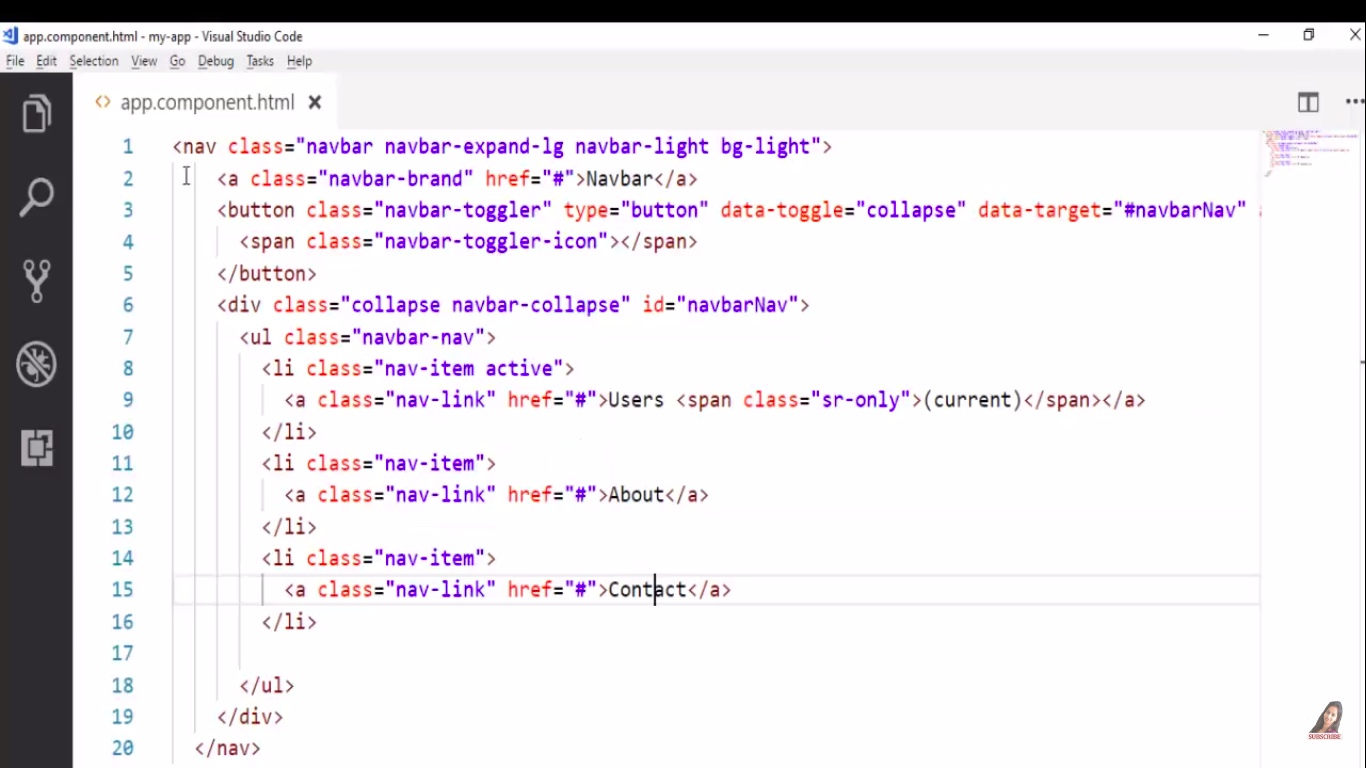 app.component.html - my-app - Visual Studio Code
File Edit Selection View Go Debug Tasks Help
app.component.html
1 <nav class="navbar navbar-expand-lg navbar-light bg-light">
2 <a class="navbar-brand" href="#">Navbar</a>
3 <button class="navbar-toggler" type="button" data-toggle="collapse" data-target="#navbarNav"
4 <span class="navbar-toggler-icon"></span>
5 </button>
6 <div class="collapse navbar-collapse" id="navbarNav">
7 <ul class="navbar-nav">
8 <li class="nav-item active">
9 <a class="nav-link" href="#">Users <span class="sr-only">(current)</span></a>
10 </li>
11 <li class="nav-item">
12 <a class="nav-link" href="#">About</a>
13 </li>
14 <li class="nav-item">
15 <a class="nav-link" href="#">Contact</a>
16 </li>
17
18 </ul>
19 </div>
20 </nav>
SUBSCRIBE